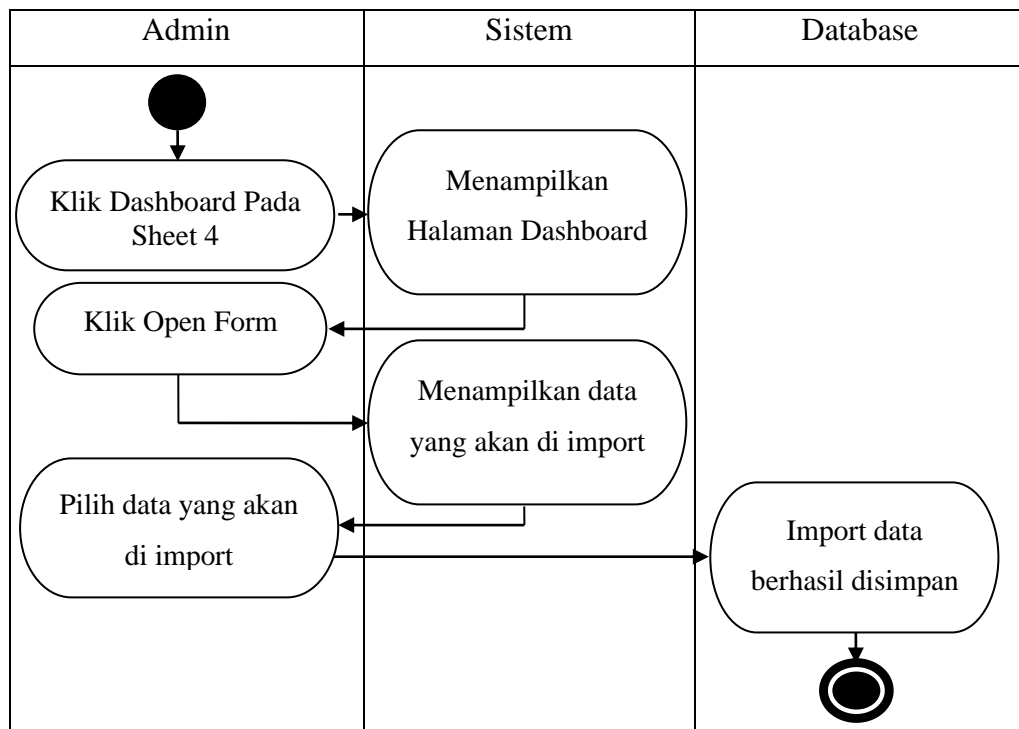 Admin
Sistem
Database
Klik Dashboard Pada
Sheet 4
Menampilkan
Halaman Dashboard
Klik Open Form
Menampilkan data
yang akan di import
Pilih data yang akan
di import
Import data
berhasil disimpan